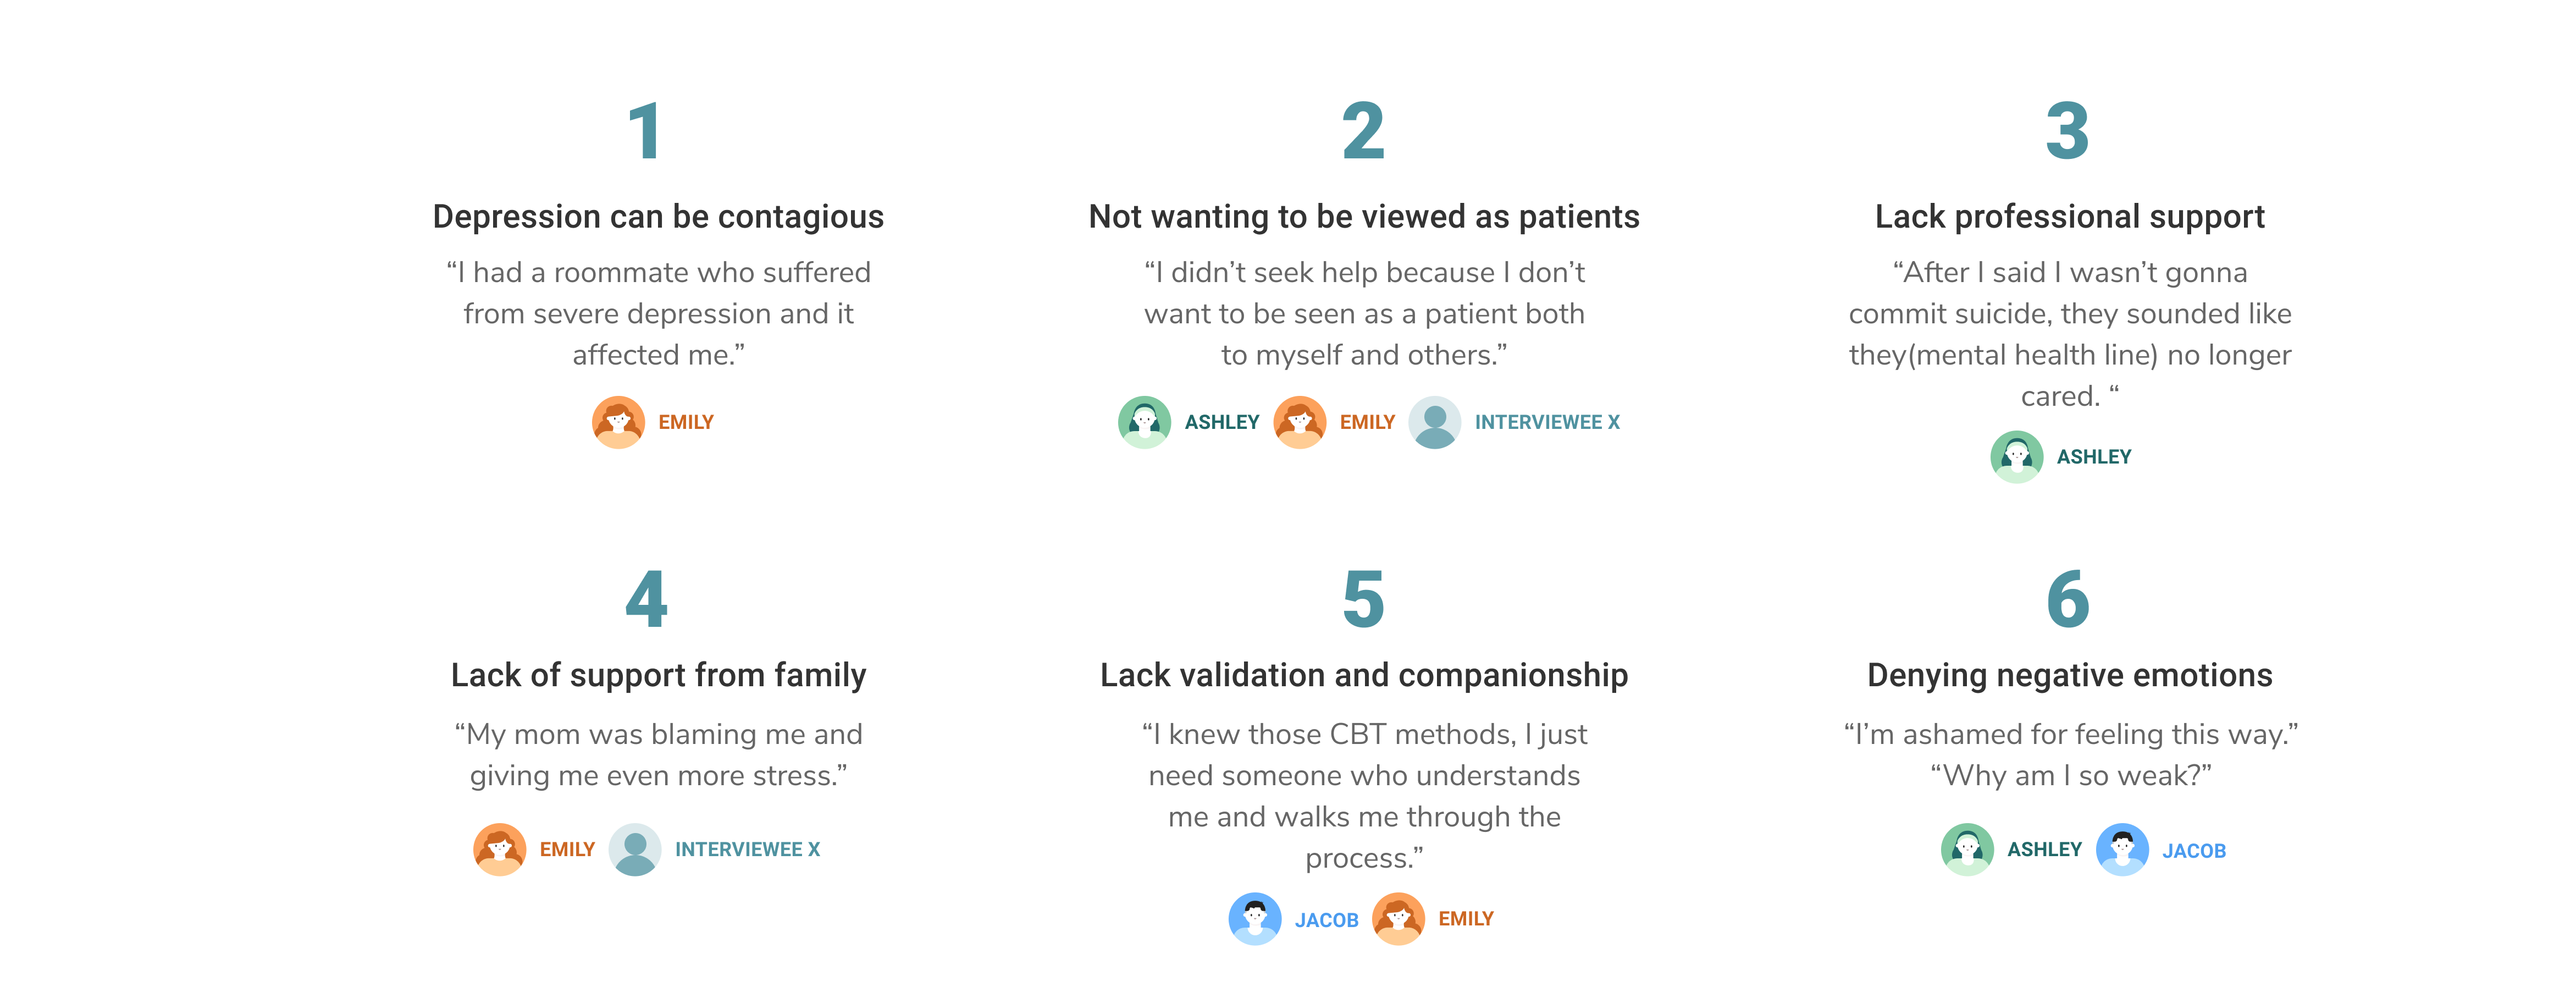 1
Depression can be contagious
“I had a roommate who suffered
from severe depression and it
affected me.”
EMILY
2
Not wanting to be viewed as patients
“I didn’t seek help because I don’t
want to be seen as a patient both
to myself and others.”
ASHLEY EMILY INTERVIEWEE X
3
Lack professional support
“After I said I wasn’t gonna
commit suicide, they sounded like
they(mental health line) no longer
cared. “
ASHLEY
4
Lack of support from family
“My mom was blaming me and
giving me even more stress.”
EMILY INTERVIEWEE X
5
Lack validation and companionship
“I knew those CBT methods, I just
need someone who understands
me and walks me through the
process.”
JACOB EMILY
6
Denying negative emotions
“I’m ashamed for feeling this way.”
“Why am I so weak?”
ASHLEY JACOB